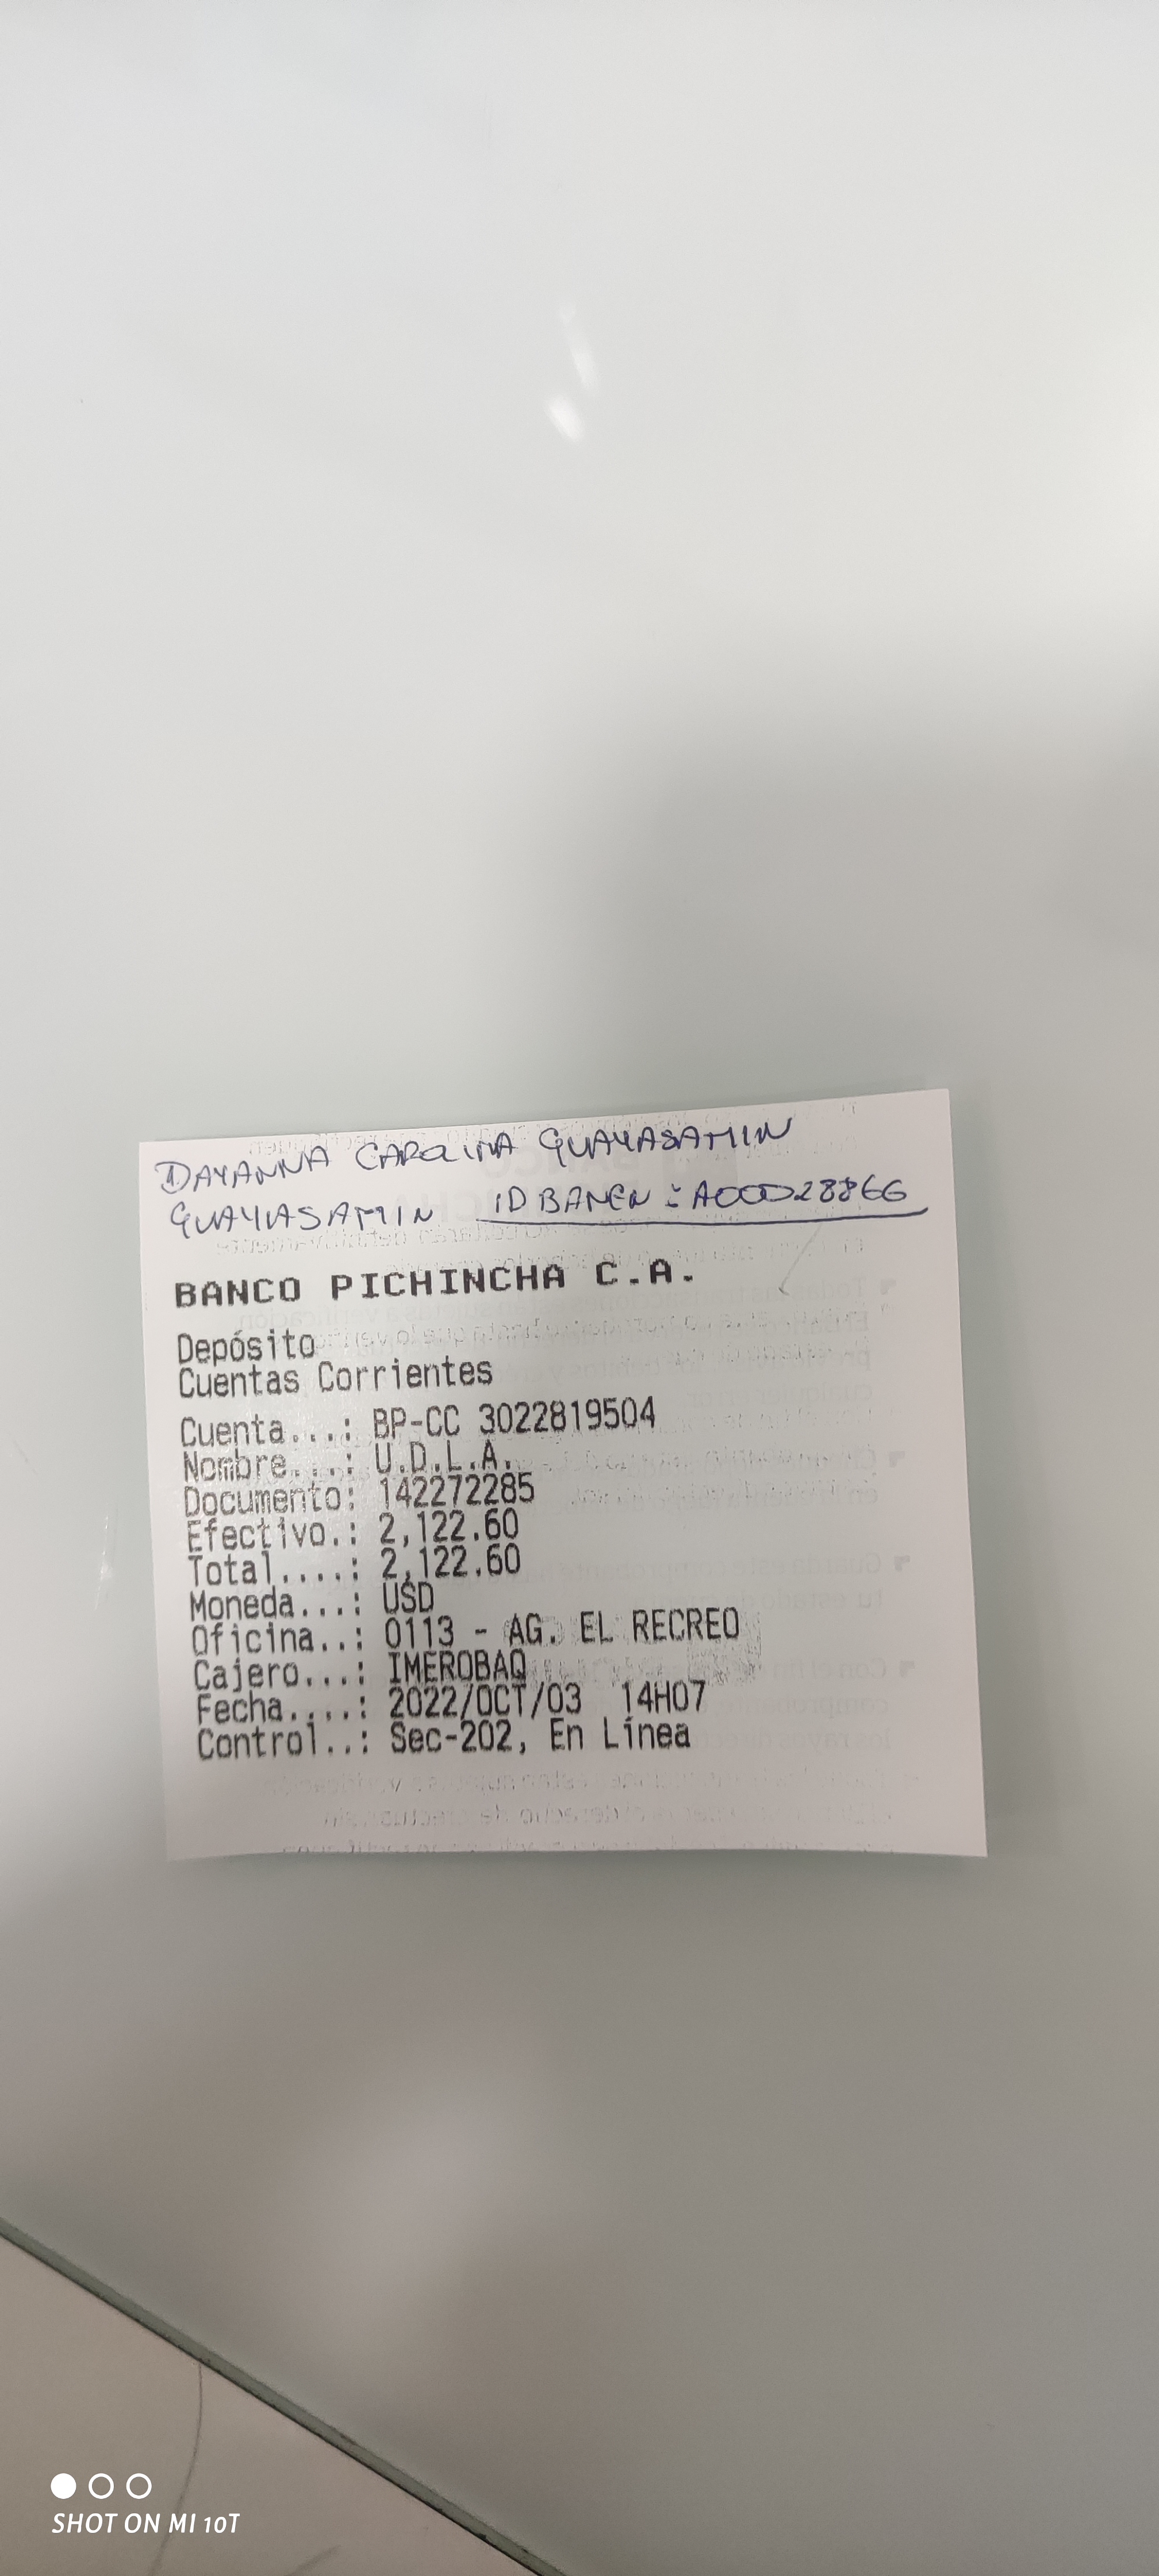 DAYANNA CAROLINA GUAYASAMIN
GUAYASAMIN ID BANEN : A00028866
BANCO PICHINCHA C.A.
Depósito
Cuentas Corrientes
Cuenta...: BP-CC 3022819504
Nombre...: U.D.L.A.
Documento: 142272285
Efectivo.: 2,122.60
Total....: 2,122.60
Moneda...: USD
Oficina..: 0113 - AG. EL RECREO
Cajero...: IMEROBAQ
Fecha....: 2022/OCT/03 14H07
Control..: Sec-202, En Línea
SHOT ON MI 10T